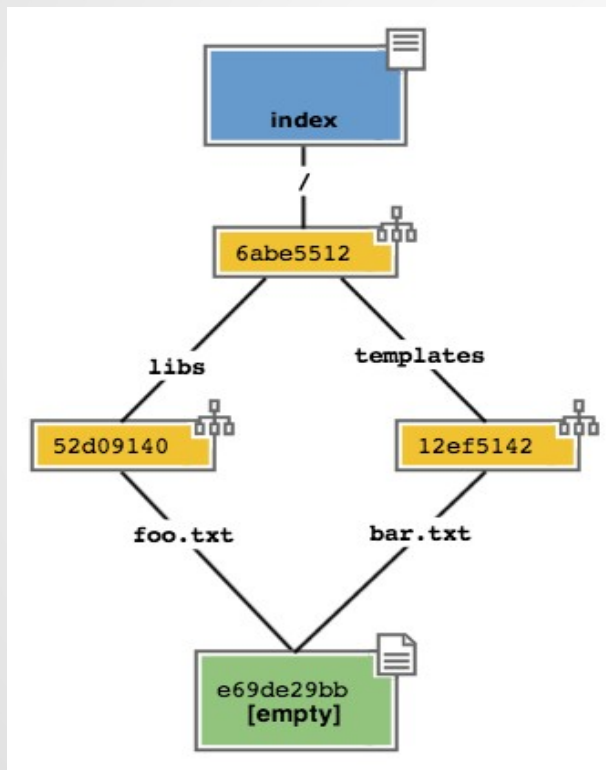 index
/
6abe5512
libs
templates
52d09140
12ef5142
foo.txt
bar.txt
e69de29bb
[empty]